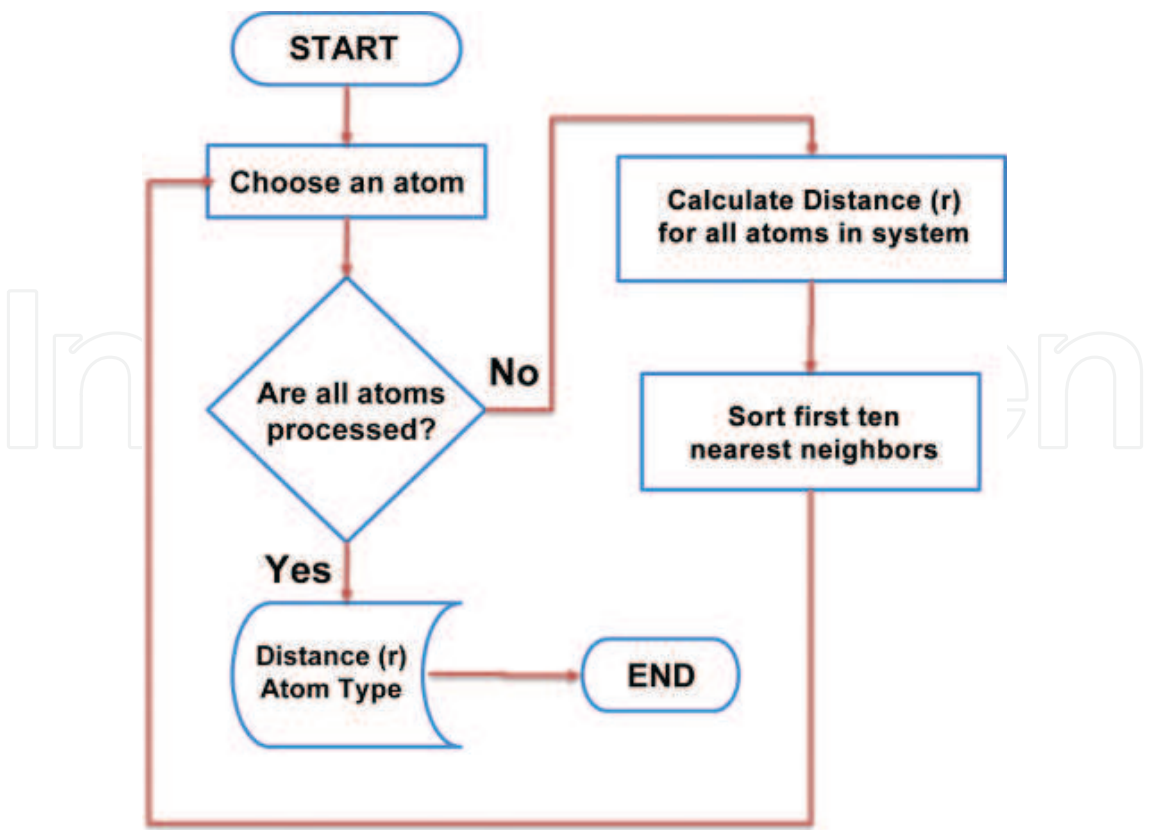 START
Choose an atom
Are all atoms
processed?
No
Yes
Calculate Distance (r)
for all atoms in system
Sort first ten
nearest neighbors
Distance (r)
Atom Type
END